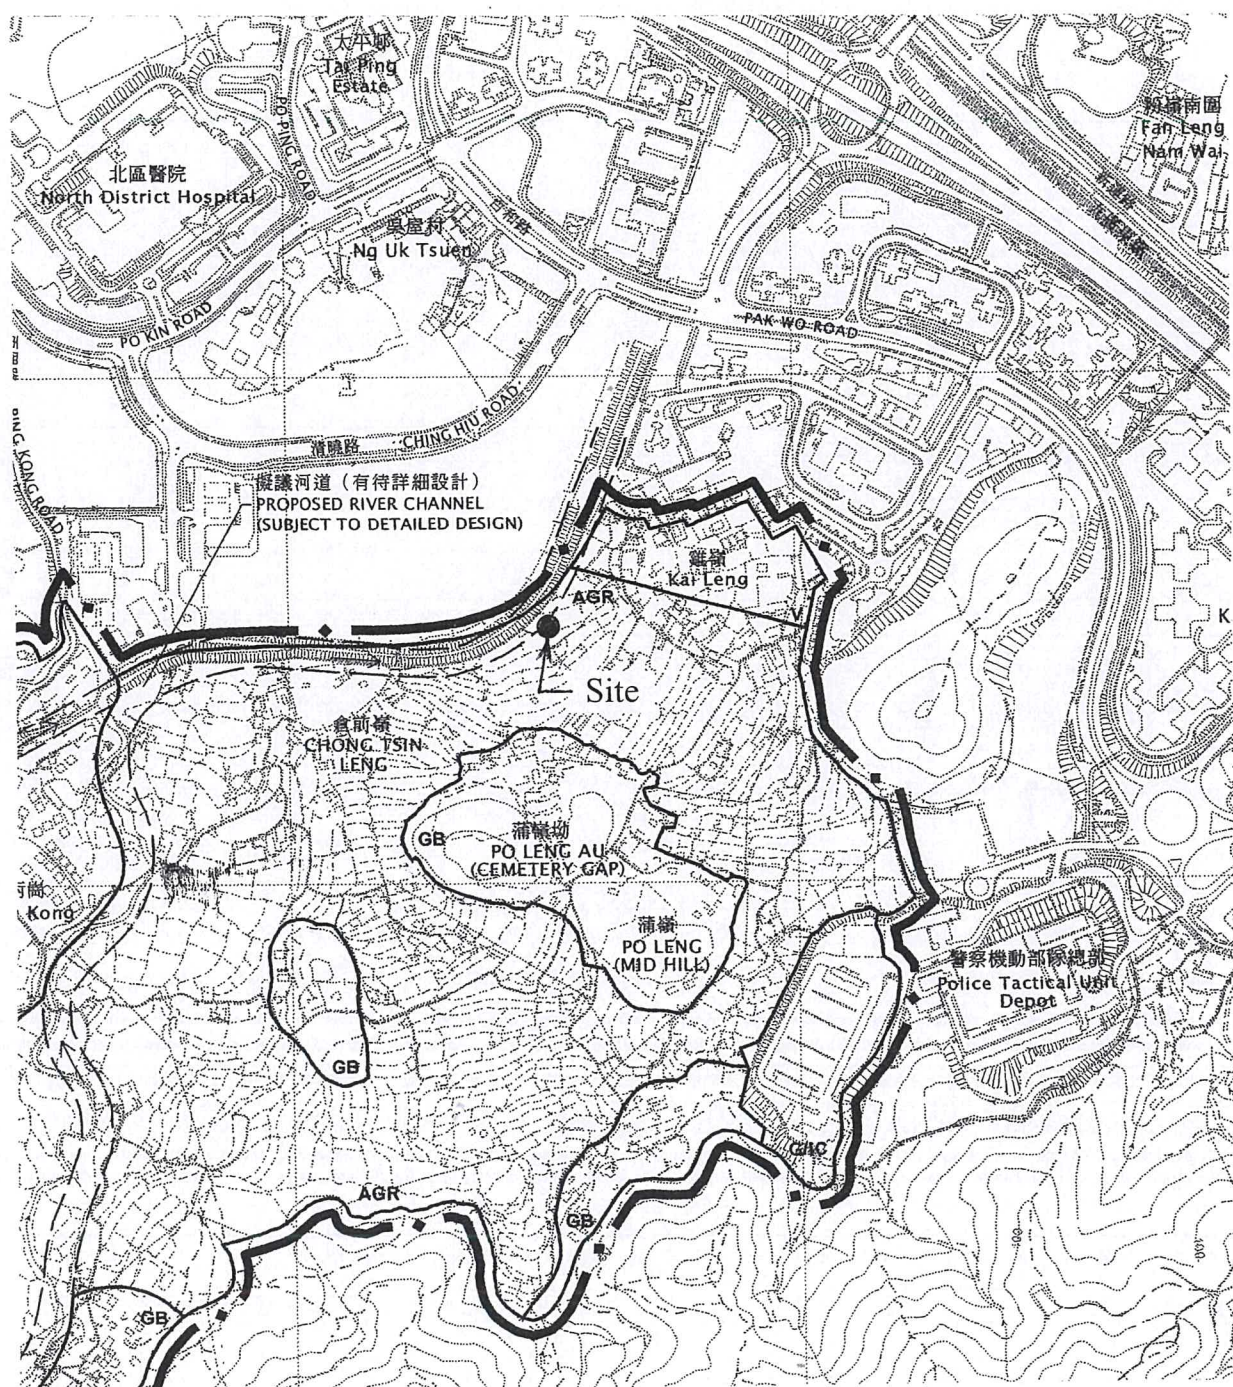 太平邨
Tai Ping
Estate
PO PING ROAD
北區醫院
North District Hospital
吳屋村
Ng Uk Tsuen
百和路
粉嶺南圍
Fan Leng
Nam Wai
PO KIN ROAD
PAK WO ROAD
清曉路
CHING HIU ROAD
PING KONG ROAD
擬議河道（有待詳細設計）
PROPOSED RIVER CHANNEL
(SUBJECT TO DETAILED DESIGN)
雞嶺
Kai Leng
AGR
V
K
Site
倉前嶺
CHONG TSIN
LENG
GB
蒲嶺坳
PO LENG AU
(CEMETERY GAP)
Kong
蒲嶺
PO LENG
(MID HILL)
警察機動部隊總部
Police Tactical Unit
Depot
GB
G/IC
AGR
GB
GB
100